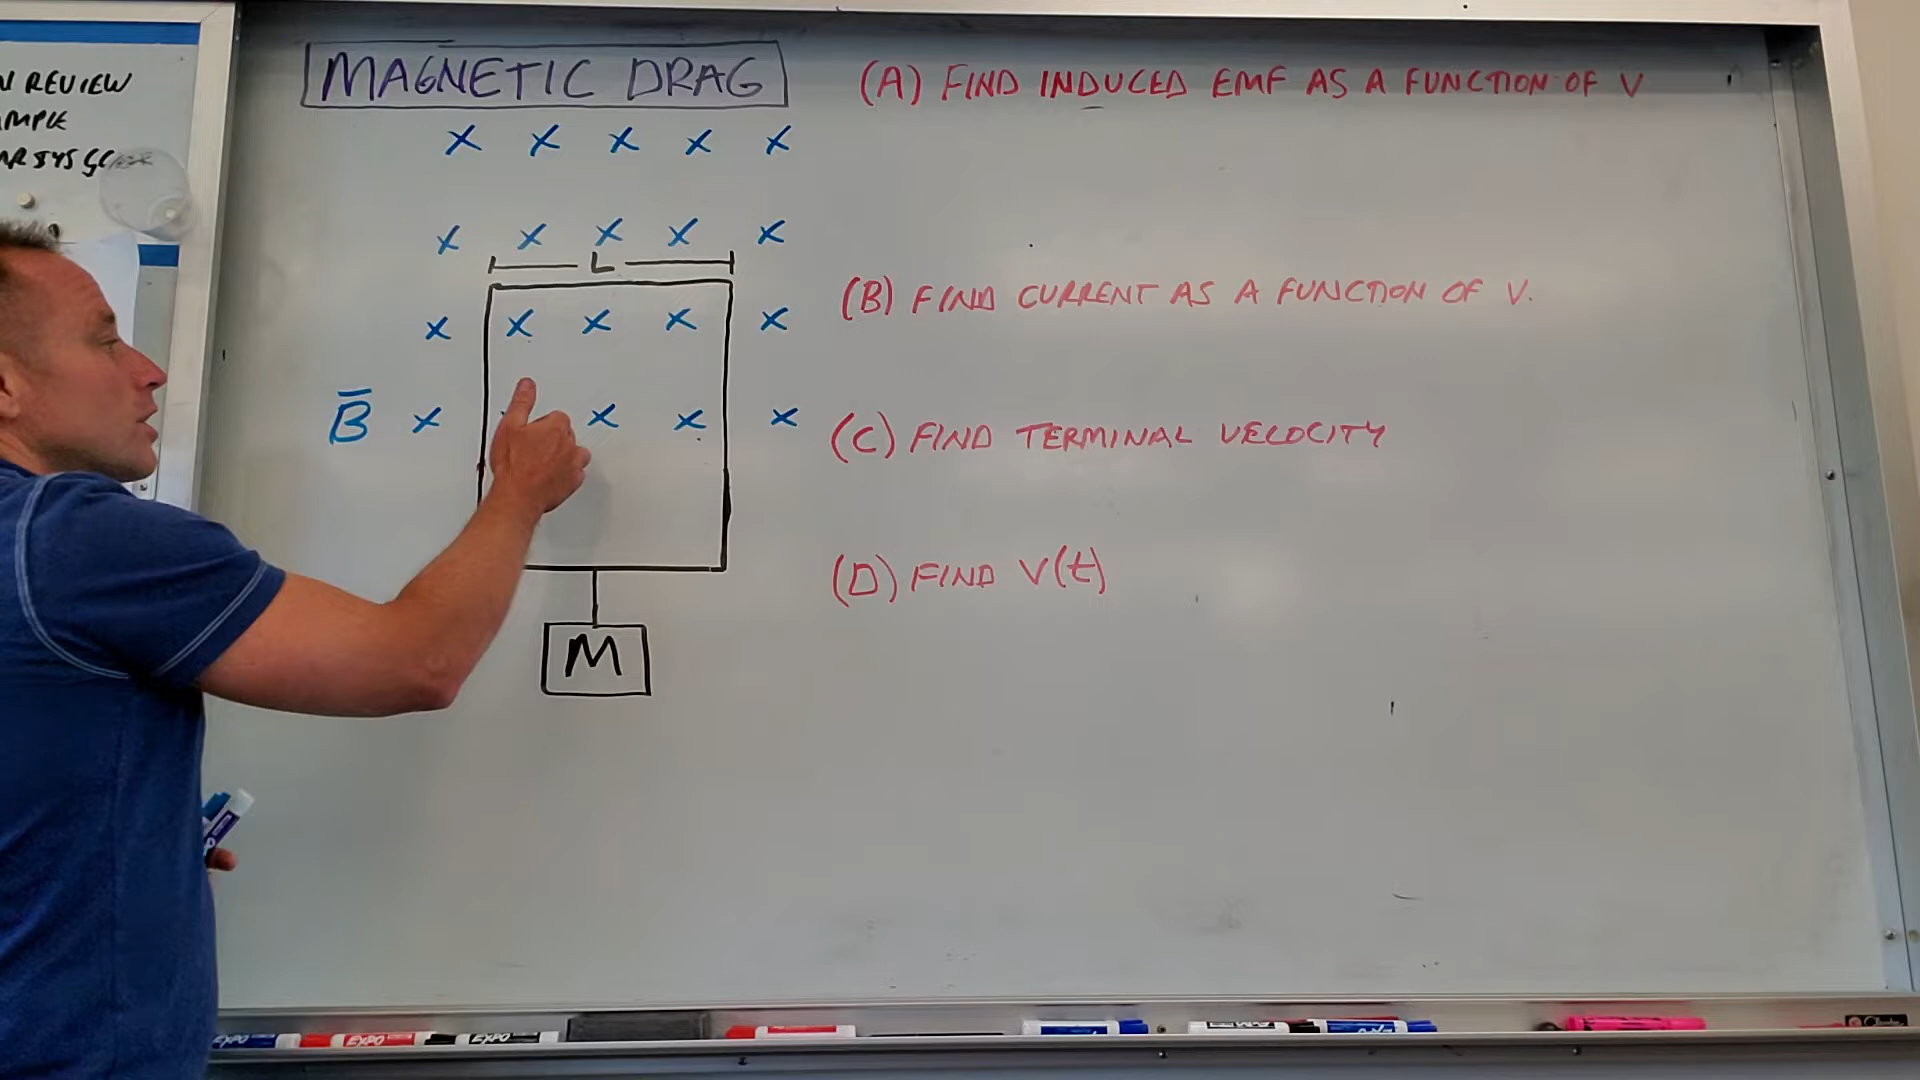 N REVIEW
MPLE
MAGNETIC DRAG
(A) FIND INDUCED EMF AS A FUNCTION OF V
X X X X X
X X X X X
L
(B) FIND CURRENT AS A FUNCTION OF V.
X X X X X
B̄ X X X X
(C) FIND TERMINAL VELOCITY
(D) FIND V(t)
M
EXPO EXPO EXPO